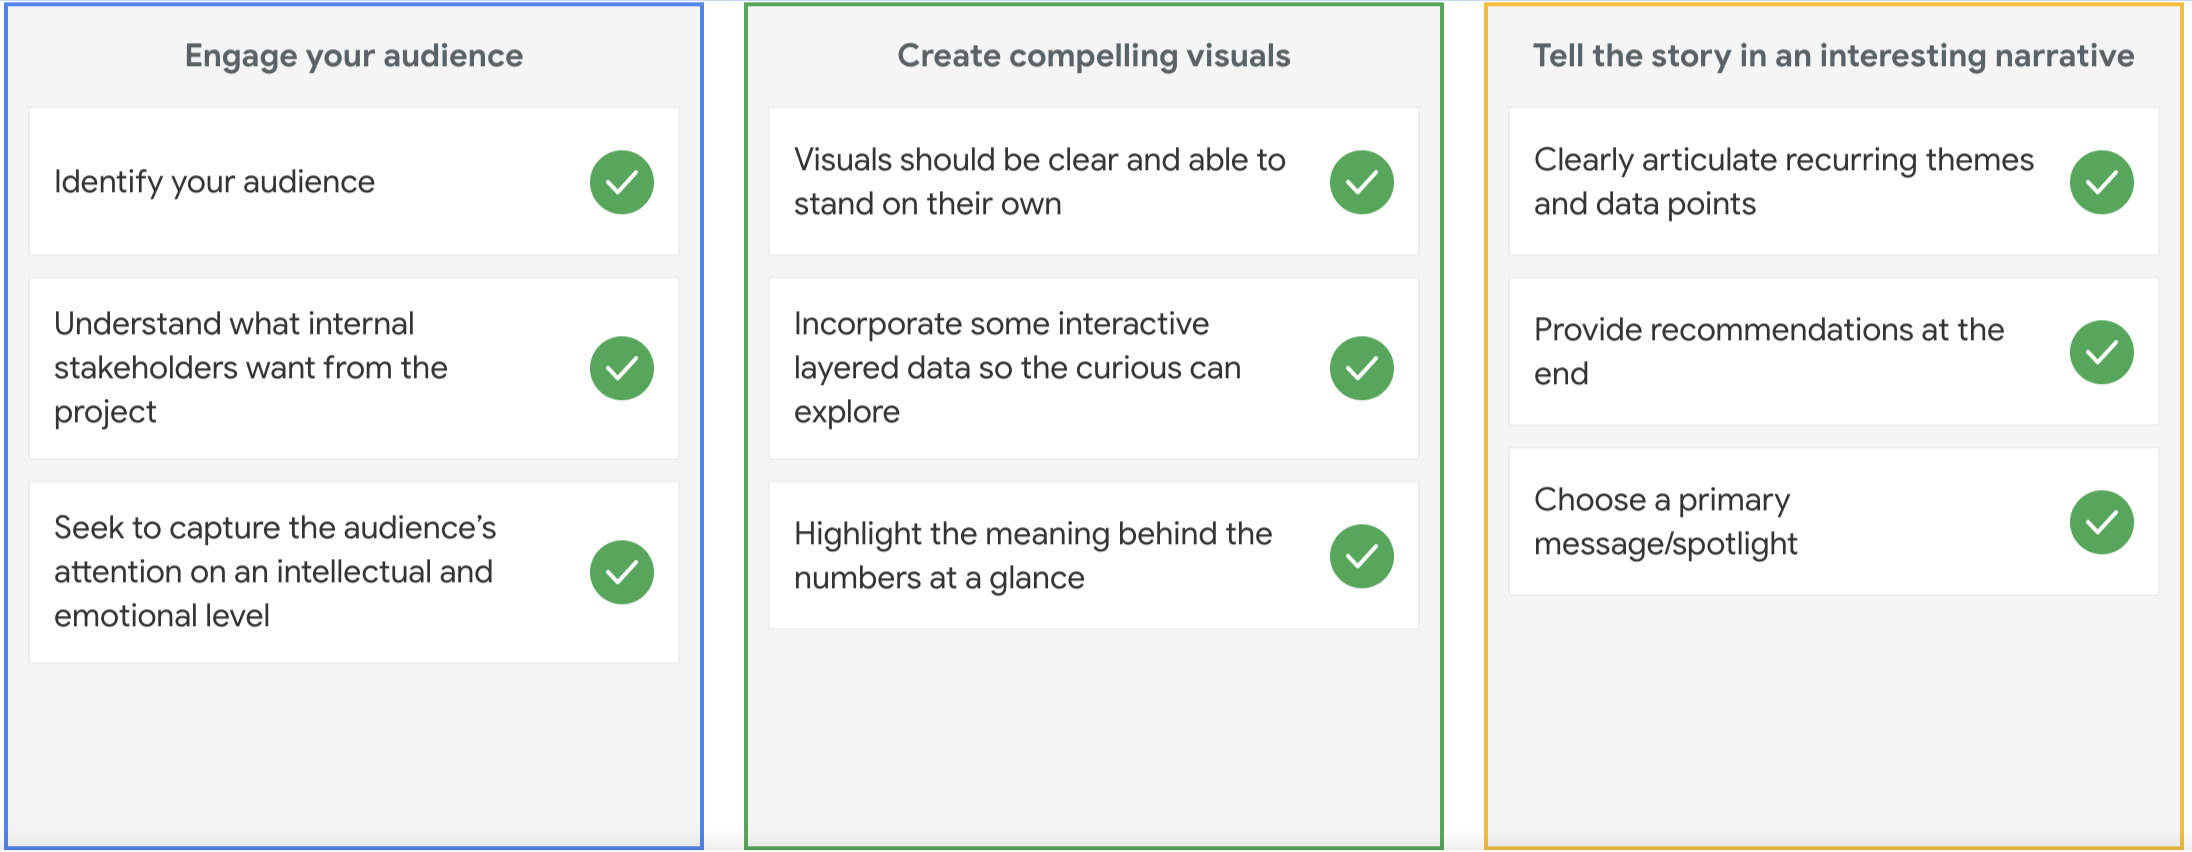 Engage your audience
Identify your audience
Understand what internal
stakeholders want from the
project
Seek to capture the audience’s
attention on an intellectual and
emotional level
Create compelling visuals
Visuals should be clear and able to
stand on their own
Incorporate some interactive
layered data so the curious can
explore
Highlight the meaning behind the
numbers at a glance
Tell the story in an interesting narrative
Clearly articulate recurring themes
and data points
Provide recommendations at the
end
Choose a primary
message/spotlight